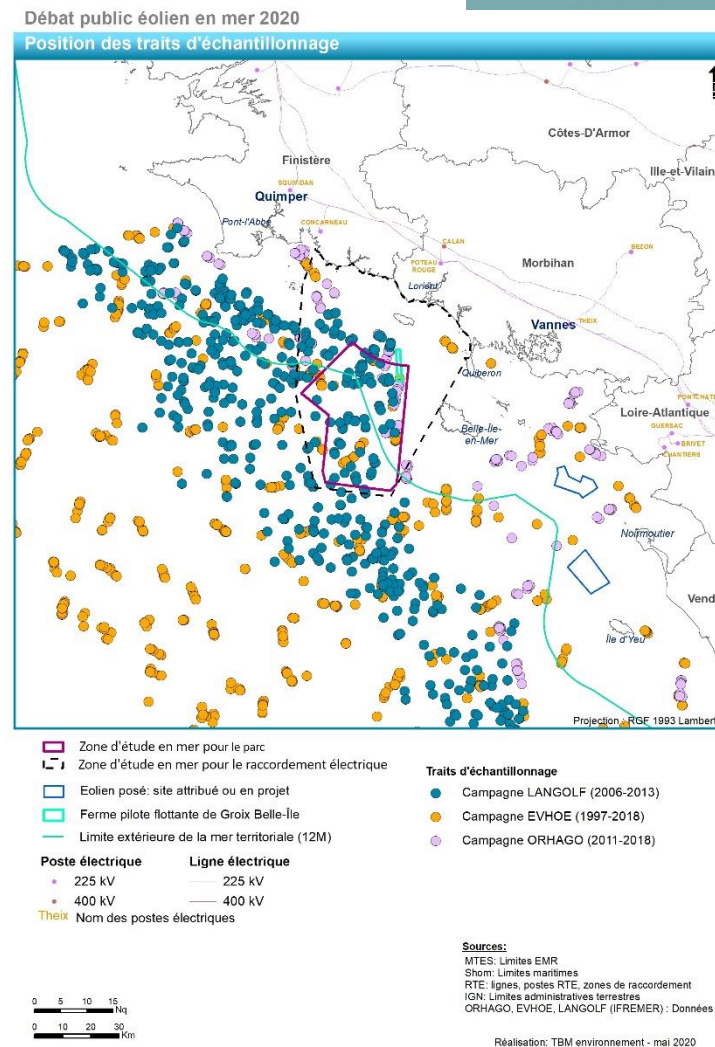 Débat public éolien en mer 2020
Position des traits d'échantillonnage
Côtes-D'Armor
Finistère
Ille-et-Vilain
SQUIVIDAN
Quimper
Pont-l'Abbé
CONCARNEAU
CALAN
BEZON
POTEAU
ROUGE
Morbihan
Lorient
Vannes
THEIX
Quiberon
PONTCHATE
Loire-Atlantique
GUERSAC
BRIVET
CHANTIERS
Belle-Ile-
en-Mer
Noirmoutier
Vend
Île d'Yeu
Projection : RGF 1993 Lambert
Zone d'étude en mer pour le parc
Zone d'étude en mer pour le raccordement électrique
Eolien posé: site attribué ou en projet
Ferme pilote flottante de Groix Belle-Île
Limite extérieure de la mer territoriale (12M)
Poste électrique
225 kV
400 kV
Theix Nom des postes électriques
Ligne électrique
225 kV
400 kV
Traits d'échantillonnage
Campagne LANGOLF (2006-2013)
Campagne EVHOE (1997-2018)
Campagne ORHAGO (2011-2018)
0 5 10 15
Nq
0 10 20 30
Km
Sources:
MTES: Limites EMR
Shom: Limites maritimes
RTE: lignes, postes RTE, zones de raccordement
IGN: Limites administratives terrestres
ORHAGO, EVHOE, LANGOLF (IFREMER) : Données
Réalisation: TBM environnement - mai 2020